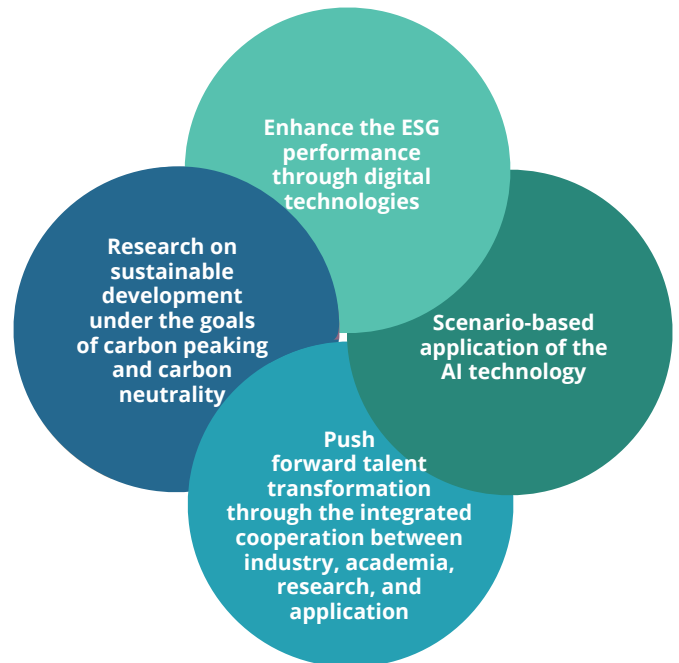 Enhance the ESG
performance
through digital
technologies
Research on
sustainable
development
under the goals
of carbon peaking
and carbon
neutrality
Scenario-based
application of the
AI technology
Push
forward talent
transformation
through the integrated
cooperation between
industry, academia,
research, and
application